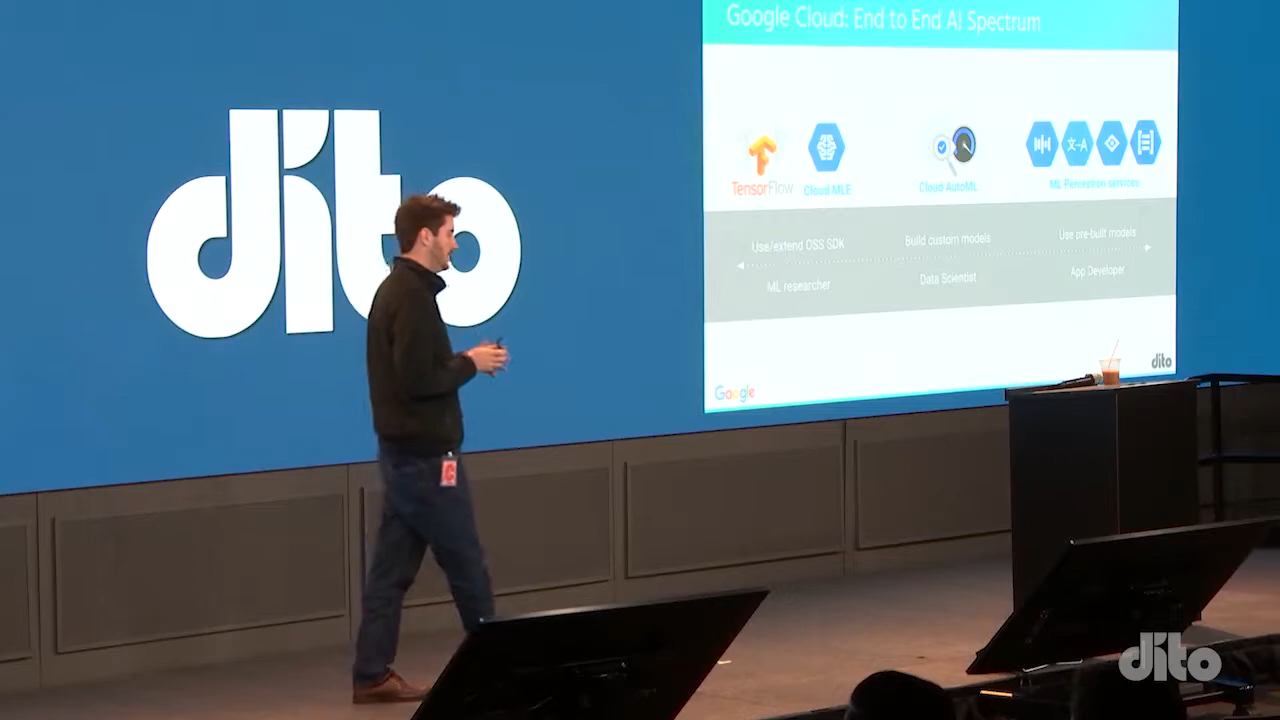 dito
Google Cloud: End to End AI Spectrum
TensorFlow
Cloud MLE
Cloud AutoML
ML Perception services
Use/extend OSS SDK
Build custom models
Use pre-built models
ML researcher
Data Scientist
App Developer
Google
dito
dito